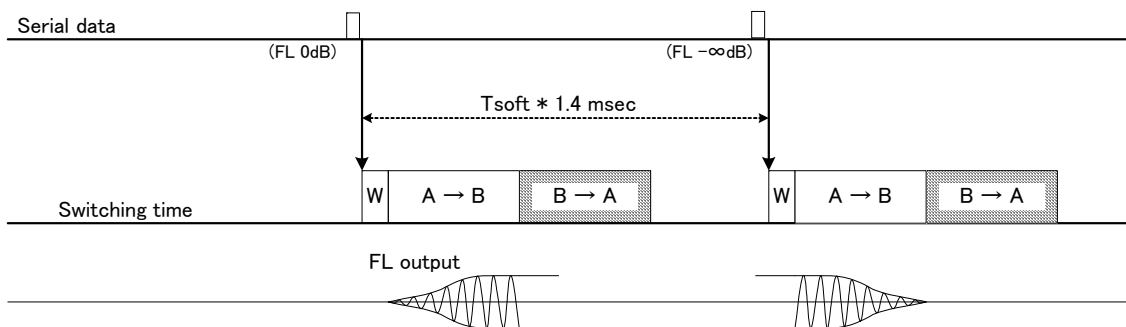 Serial data
(FL 0dB)
(FL -∞dB)
Tsoft * 1.4 msec
W
A → B
B → A
W
A → B
B → A
Switching time
FL output